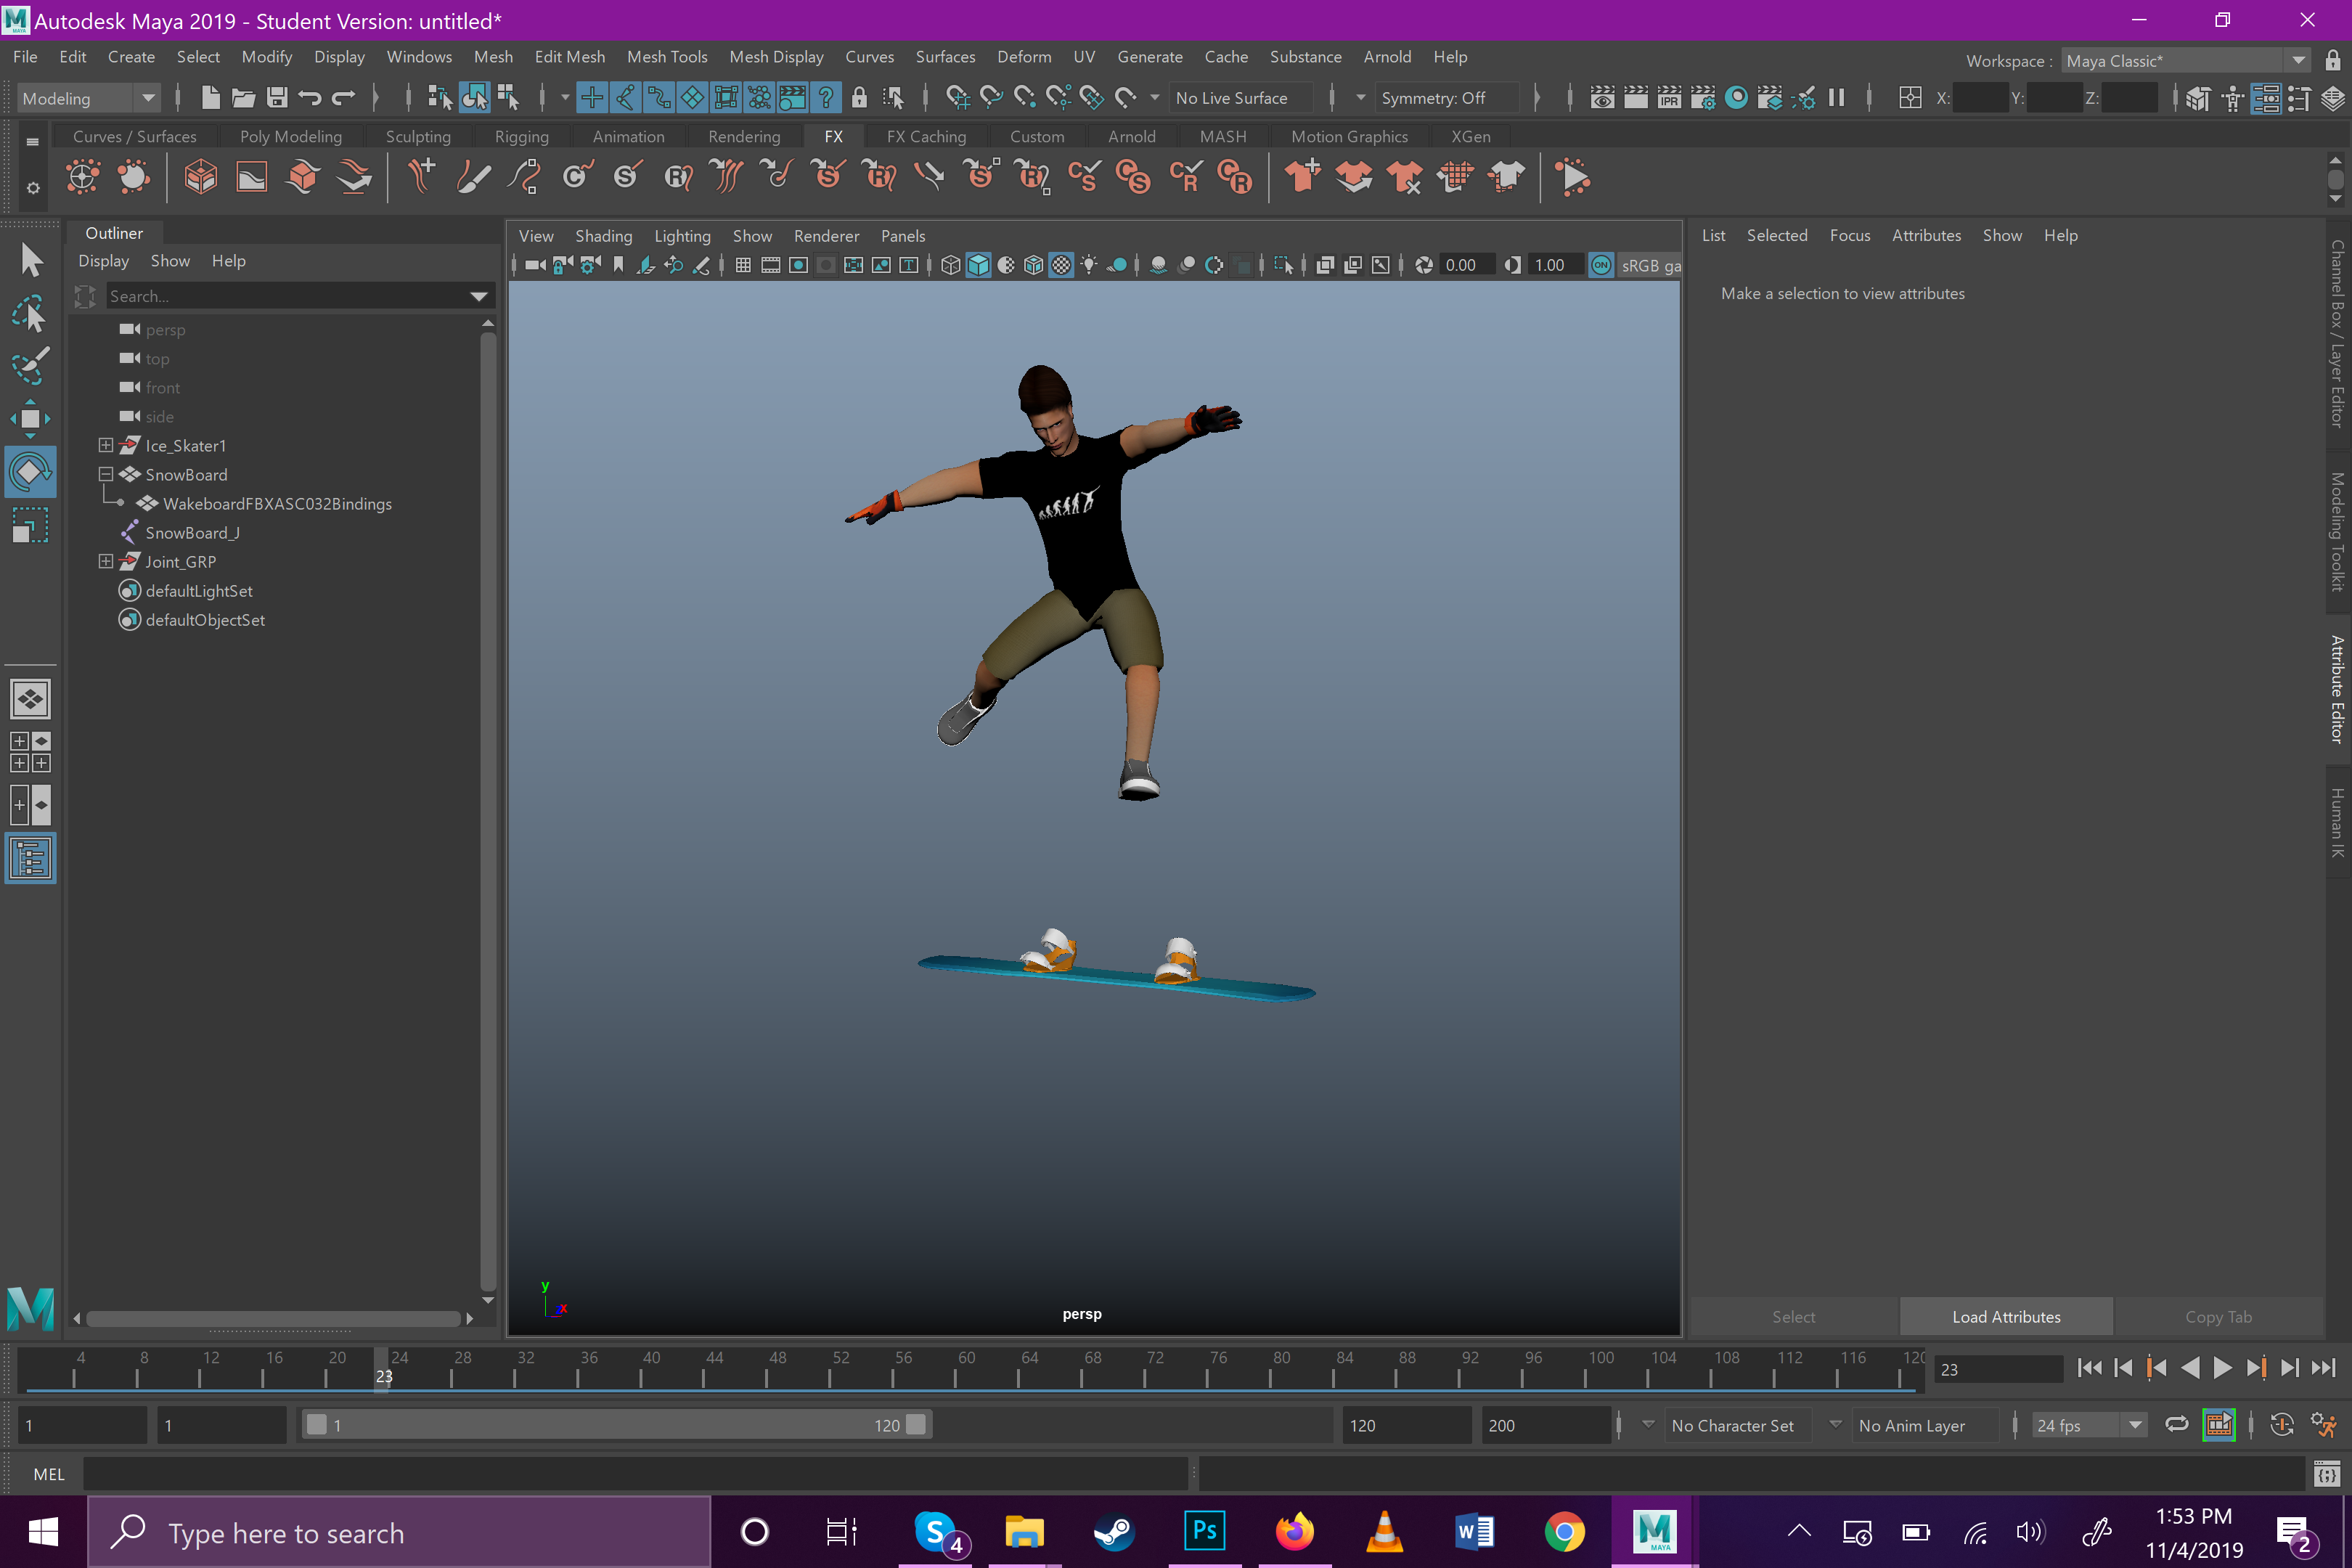 Autodesk Maya 2019 - Student Version: untitled*
File Edit Create Select Modify Display Windows Mesh Edit Mesh Mesh Tools Mesh Display Curves Surfaces Deform UV Generate Cache Substance Arnold Help
Workspace : Maya Classic*
Modeling No Live Surface Symmetry: Off IPR X: Y: Z:
Curves / Surfaces Poly Modeling Sculpting Rigging Animation Rendering FX FX Caching Custom Arnold MASH Motion Graphics XGen
Outliner
Display Show Help
Search...
persp
top
front
side
Ice_Skater1
SnowBoard
WakeboardFBXASC032Bindings
SnowBoard_J
Joint_GRP
defaultLightSet
defaultObjectSet
View Shading Lighting Show Renderer Panels
0.00 1.00 ON sRGB ga
y
x
persp
List Selected Focus Attributes Show Help
Make a selection to view attributes
Select Load Attributes Copy Tab
Channel Box / Layer Editor
Modeling Toolkit
Attribute Editor
Human IK
4 8 12 16 20 24 28 32 36 40 44 48 52 56 60 64 68 72 76 80 84 88 92 96 100 104 108 112 116 120
23
23
1 1 1 120 120 200 No Character Set No Anim Layer 24 fps
MEL
Type here to search
S 4 Ps W M MAYA
1:53 PM
11/4/2019
2